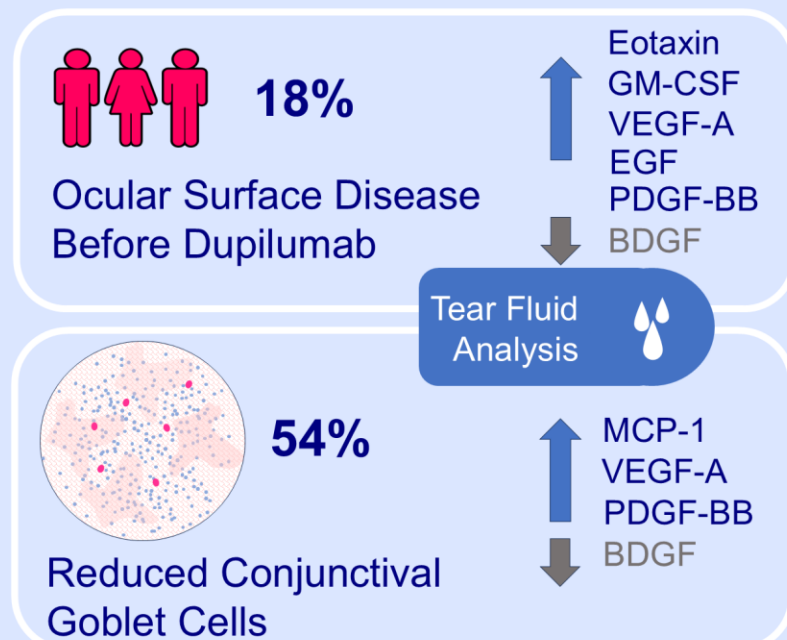 18%
Ocular Surface Disease
Before Dupilumab
Eotaxin
GM-CSF
VEGF-A
EGF
PDGF-BB
BDGF
Tear Fluid
Analysis
54%
Reduced Conjunctival
Goblet Cells
MCP-1
VEGF-A
PDGF-BB
BDGF